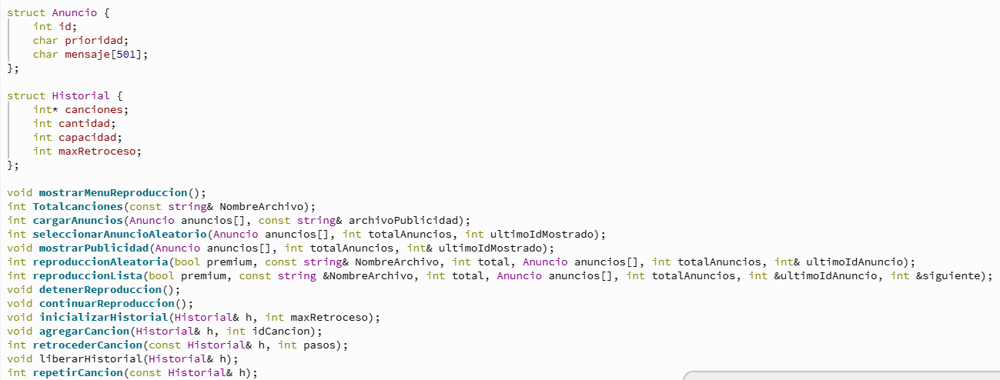 struct Anuncio {
    int id;
    char prioridad;
    char mensaje[501];
};

struct Historial {
    int* canciones;
    int cantidad;
    int capacidad;
    int maxRetroceso;
};

void mostrarMenuReproduccion();
int Totalcanciones(const string& NombreArchivo);
int cargarAnuncios(Anuncio anuncios[], const string& archivoPublicidad);
int seleccionarAnuncioAleatorio(Anuncio anuncios[], int totalAnuncios, int ultimoIdMostrado);
void mostrarPublicidad(Anuncio anuncios[], int totalAnuncios, int& ultimoIdMostrado);
int reproduccionAleatoria(bool premium, const string& NombreArchivo, int total, Anuncio anuncios[], int totalAnuncios, int& ultimoIdAnuncio);
int reproduccionLista(bool premium, const string &NombreArchivo, int total, Anuncio anuncios[], int totalAnuncios, int &ultimoIdAnuncio, int &siguiente);
void detenerReproduccion();
void continuarReproduccion();
void inicializarHistorial(Historial& h, int maxRetroceso);
void agregarCancion(Historial& h, int idCancion);
int retrocederCancion(const Historial& h, int pasos);
void liberarHistorial(Historial& h);
int repetirCancion(const Historial& h);